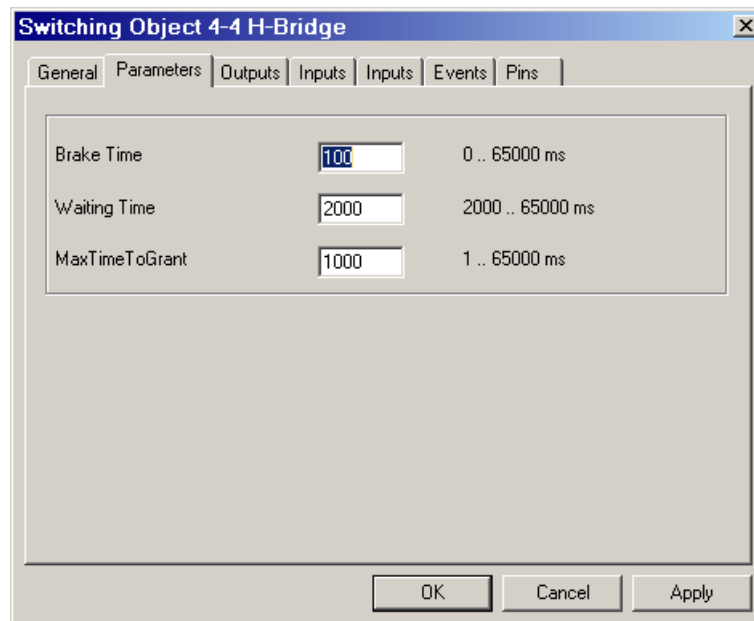 Switching Object 4-4 H-Bridge
General Parameters Outputs Inputs Inputs Events Pins
Brake Time 100 0 .. 65000 ms
Waiting Time 2000 2000 .. 65000 ms
MaxTimeToGrant 1000 1 .. 65000 ms
OK Cancel Apply